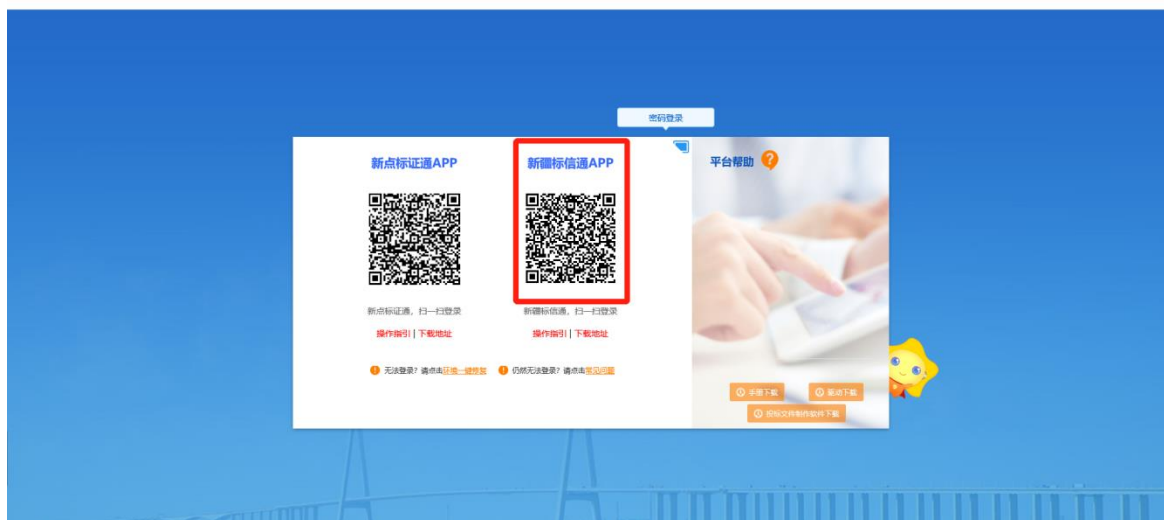 密码登录
新点标证通APP
新疆标信通APP
平台帮助
新点标证通，扫一扫登录
新疆标信通，扫一扫登录
操作指引 | 下载地址
操作指引 | 下载地址
无法登录？请点击环境一键修复
仍然无法登录？请点击常见问题
手册下载
驱动下载
投标文件制作软件下载